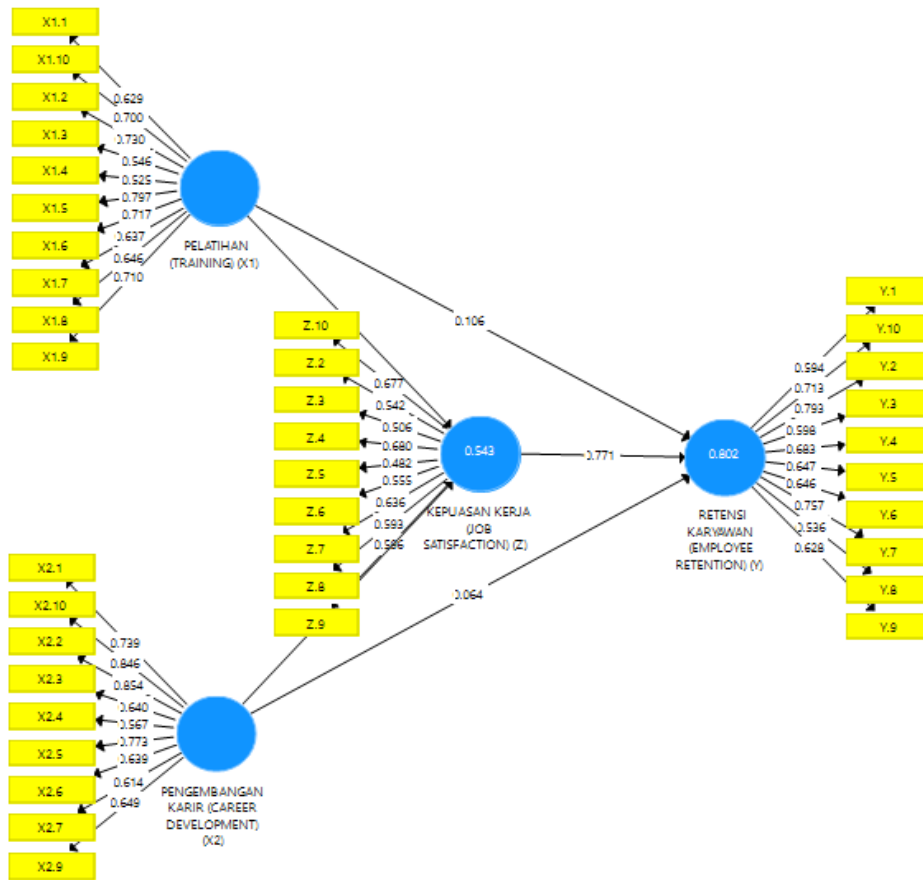 X1.1
X1.10
X1.2
X1.3
X1.4
X1.5
X1.6
X1.7
X1.8
X1.9
0.629
0.700
0.730
0.546
0.525
0.797
0.717
0.637
0.646
0.710
PELATIHAN
(TRAINING) (X1)
0.106
Z.10
Z.2
Z.3
Z.4
Z.5
Z.6
Z.7
Z.8
Z.9
0.677
0.542
0.506
0.680
0.482
0.555
0.636
0.593
0.543
KEPUASAN KERJA
(JOB
SATISFACTION) (Z)
0.771
0.064
0.802
RETENSI
KARYAWAN
(EMPLOYEE
RETENTION) (Y)
0.594
0.713
0.793
0.598
0.683
0.647
0.646
0.757
0.536
0.628
Y.1
Y.10
Y.2
Y.3
Y.4
Y.5
Y.6
Y.7
Y.8
Y.9
X2.1
X2.10
X2.2
X2.3
X2.4
X2.5
X2.6
X2.7
X2.9
0.739
0.846
0.854
0.640
0.567
0.773
0.639
0.614
0.649
PENGEMBANGAN
KARIR (CAREER
DEVELOPMENT)
(X2)